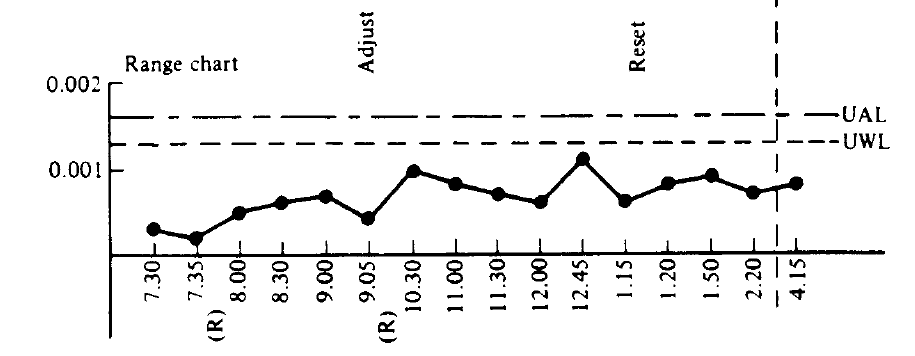 Adjust
Reset
Range chart
0.002
UAL
UWL
0.001
7.30
7.35
(R)
8.00
8.30
9.00
9.05
(R)
10.30
11.00
11.30
12.00
12.45
1.15
1.20
1.50
2.20
4.15